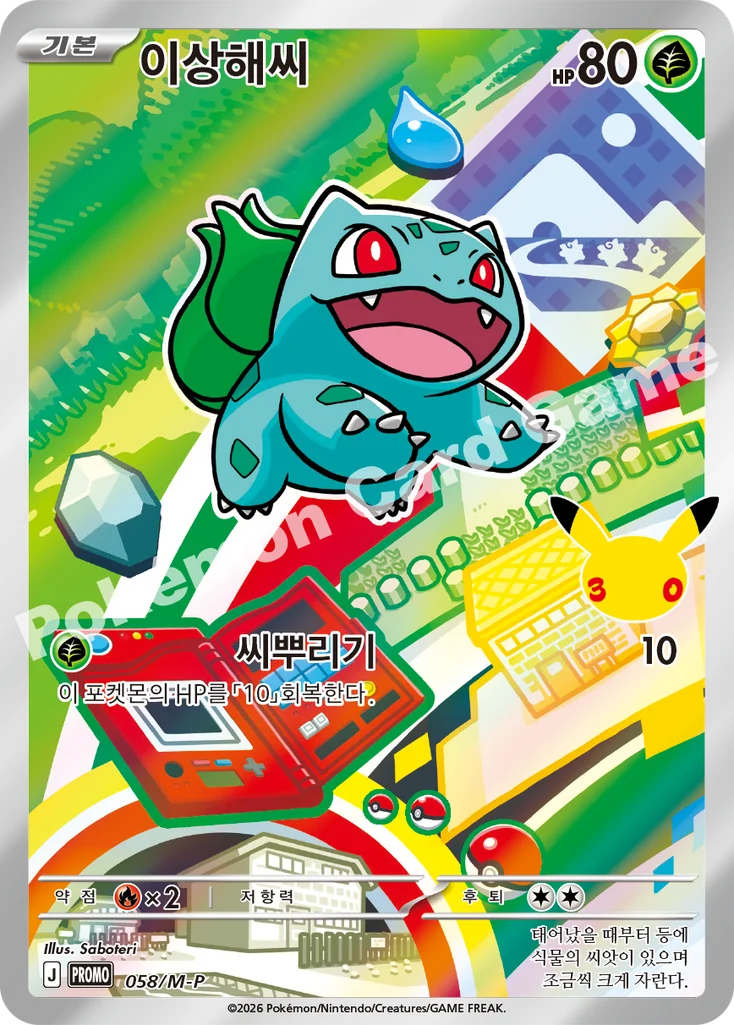 기본 이상해씨 HP80
Pokémon Card Game
30
씨뿌리기 10
이 포켓몬의 HP를 「10」회복한다.
약점 ×2 저항력 후퇴
태어났을 때부터 등에
식물의 씨앗이 있으며
조금씩 크게 자란다.
Illus. Saboteri
J PROMO 058/M-P
©2026 Pokémon/Nintendo/Creatures/GAME FREAK.